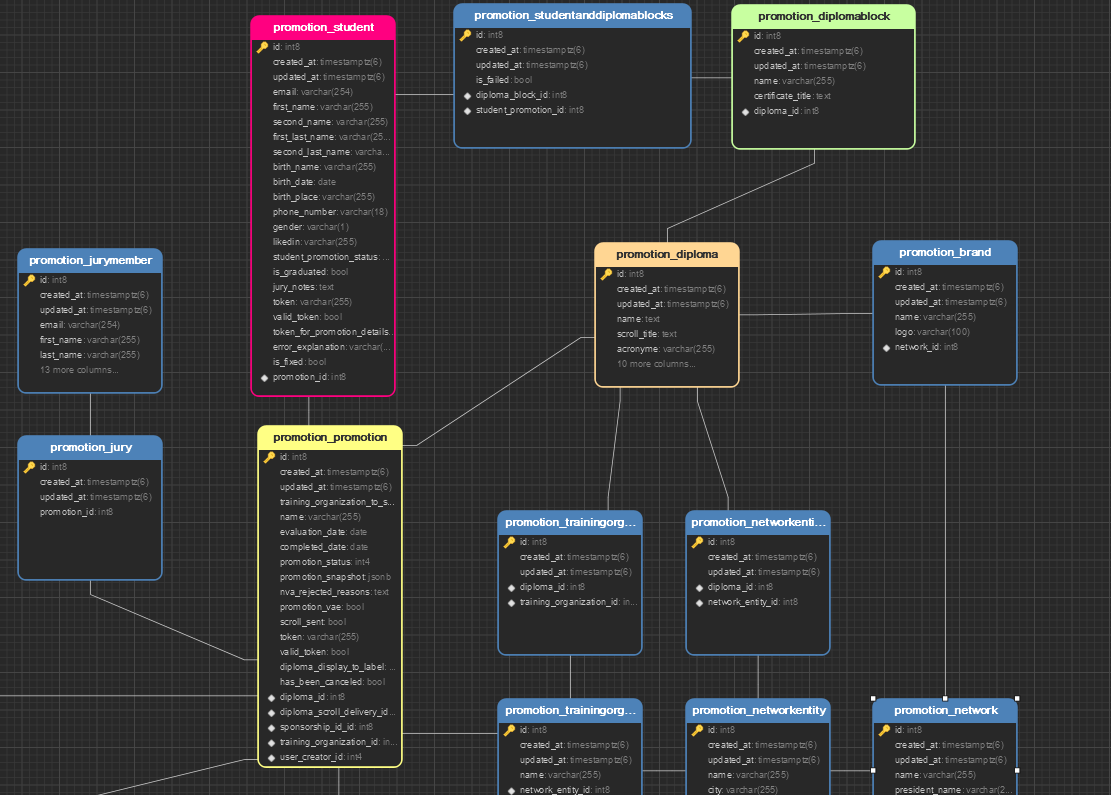 promotion_student
id: int8
created_at: timestamptz(6)
updated_at: timestamptz(6)
email: varchar(254)
first_name: varchar(255)
second_name: varchar(255)
first_last_name: varchar(25...
second_last_name: varcha...
birth_name: varchar(255)
birth_date: date
birth_place: varchar(255)
phone_number: varchar(18)
gender: varchar(1)
likedin: varchar(255)
student_promotion_status: ...
is_graduated: bool
jury_notes: text
token: varchar(255)
valid_token: bool
token_for_promotion_details...
error_explanation: varchar(...
is_fixed: bool
promotion_id: int8
promotion_studentanddiplomablocks
id: int8
created_at: timestamptz(6)
updated_at: timestamptz(6)
is_failed: bool
diploma_block_id: int8
student_promotion_id: int8
promotion_diplomablock
id: int8
created_at: timestamptz(6)
updated_at: timestamptz(6)
name: varchar(255)
certificate_title: text
diploma_id: int8
promotion_jurymember
id: int8
created_at: timestamptz(6)
updated_at: timestamptz(6)
email: varchar(254)
first_name: varchar(255)
last_name: varchar(255)
13 more columns...
promotion_diploma
id: int8
created_at: timestamptz(6)
updated_at: timestamptz(6)
name: text
scroll_title: text
acronyme: varchar(255)
10 more columns...
promotion_brand
id: int8
created_at: timestamptz(6)
updated_at: timestamptz(6)
name: varchar(255)
logo: varchar(100)
network_id: int8
promotion_jury
id: int8
created_at: timestamptz(6)
updated_at: timestamptz(6)
promotion_id: int8
promotion_promotion
id: int8
created_at: timestamptz(6)
updated_at: timestamptz(6)
training_organization_to_s...
name: varchar(255)
evaluation_date: date
completed_date: date
promotion_status: int4
promotion_snapshot: jsonb
nva_rejected_reasons: text
promotion_vae: bool
scroll_sent: bool
token: varchar(255)
valid_token: bool
diploma_display_to_label: ...
has_been_canceled: bool
diploma_id: int8
diploma_scroll_delivery_id...
sponsorship_id_id: int8
training_organization_id: in...
user_creator_id: int4
promotion_trainingorg...
id: int8
created_at: timestamptz(6)
updated_at: timestamptz(6)
diploma_id: int8
training_organization_id: in...
promotion_networkenti...
id: int8
created_at: timestamptz(6)
updated_at: timestamptz(6)
diploma_id: int8
network_entity_id: int8
promotion_trainingorg...
id: int8
created_at: timestamptz(6)
updated_at: timestamptz(6)
name: varchar(255)
network_entity_id: int8
promotion_networkentity
id: int8
created_at: timestamptz(6)
updated_at: timestamptz(6)
name: varchar(255)
city: varchar(255)
promotion_network
id: int8
created_at: timestamptz(6)
updated_at: timestamptz(6)
name: varchar(255)
president_name: varchar(2...